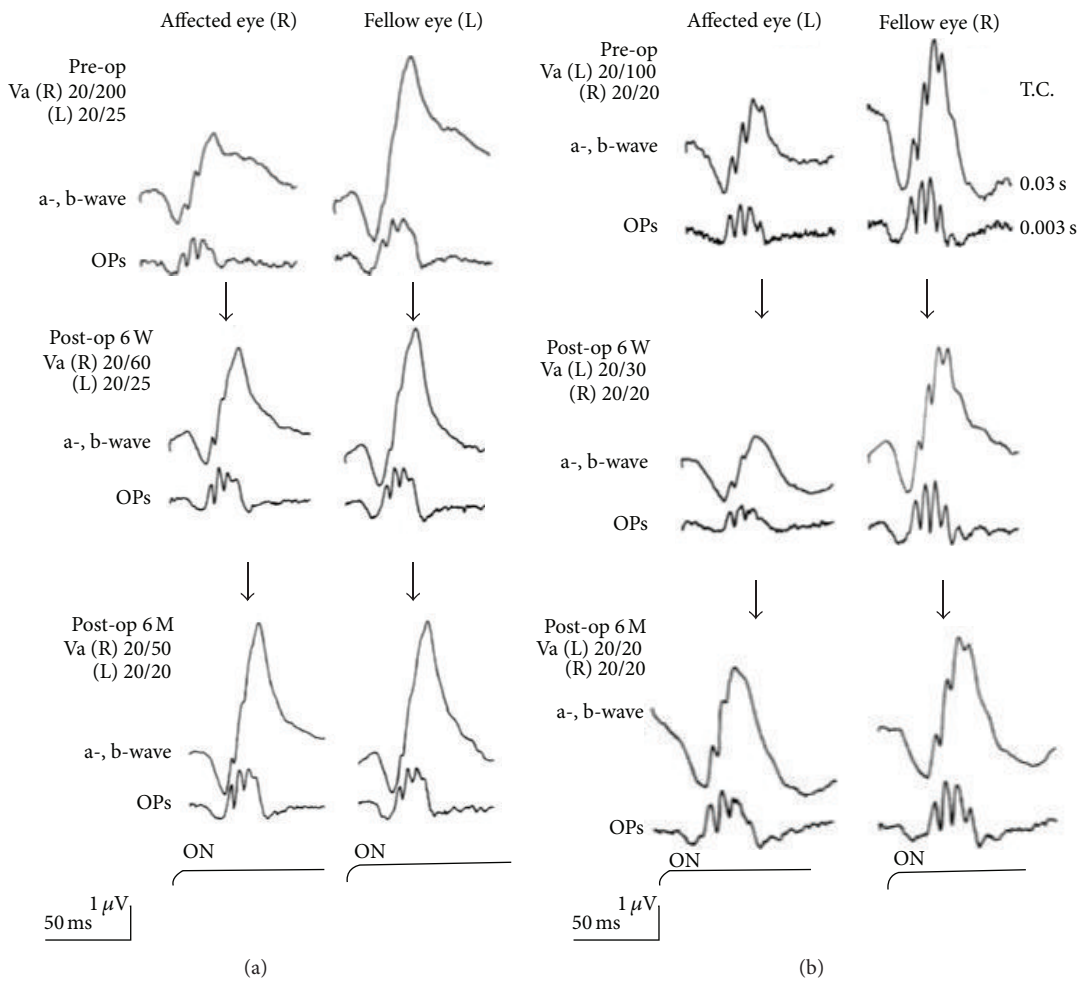 Affected eye (R)
Fellow eye (L)
Pre-op
Va (R) 20/200
(L) 20/25
a-, b-wave
OPs
Post-op 6 W
Va (R) 20/60
(L) 20/25
a-, b-wave
OPs
Post-op 6 M
Va (R) 20/50
(L) 20/20
a-, b-wave
OPs
ON
ON
1 μV
50 ms
(a)
Affected eye (L)
Fellow eye (R)
Pre-op
Va (L) 20/100
(R) 20/20
T.C.
a-, b-wave
0.03 s
OPs
0.003 s
Post-op 6 W
Va (L) 20/30
(R) 20/20
a-, b-wave
OPs
Post-op 6 M
Va (L) 20/20
(R) 20/20
a-, b-wave
OPs
ON
ON
1 μV
50 ms
(b)